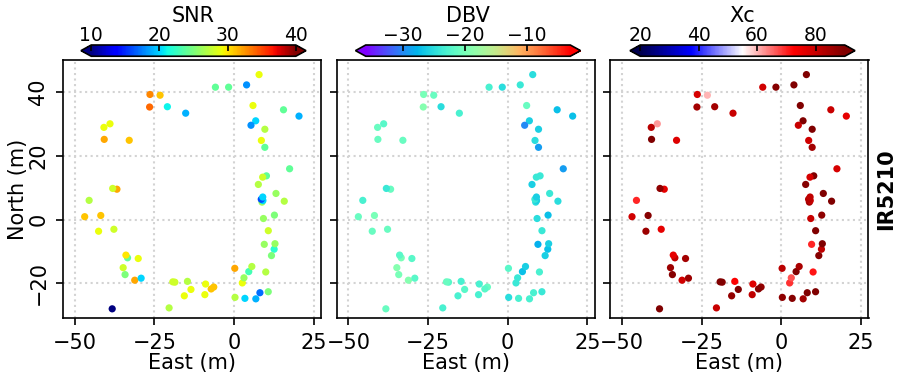 SNR DBV Xc
10 20 30 40 −30 −20 −10 20 40 60 80
North (m)
40
20
0
−20
−50 −25 0 25 −50 −25 0 25 −50 −25 0 25
East (m) East (m) East (m)
IR5210